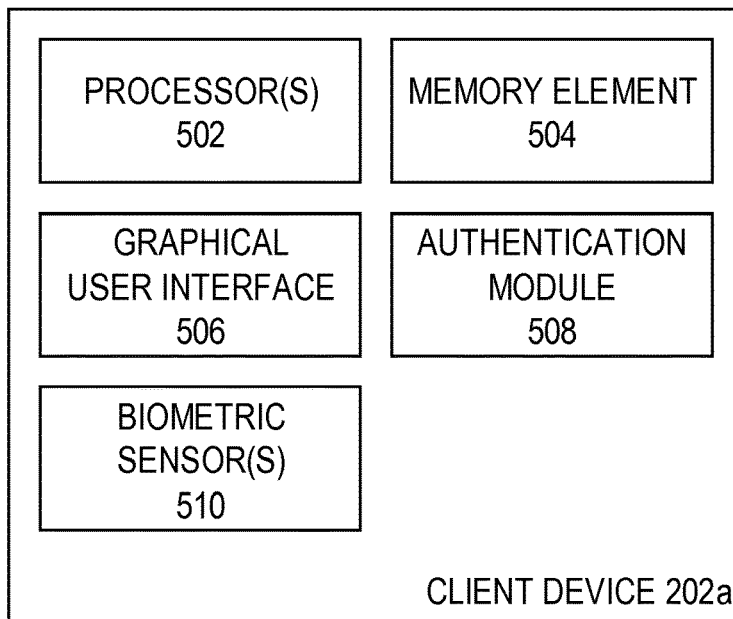 PROCESSOR(S)
502
MEMORY ELEMENT
504
GRAPHICAL
USER INTERFACE
506
AUTHENTICATION
MODULE
508
BIOMETRIC
SENSOR(S)
510
CLIENT DEVICE 202a